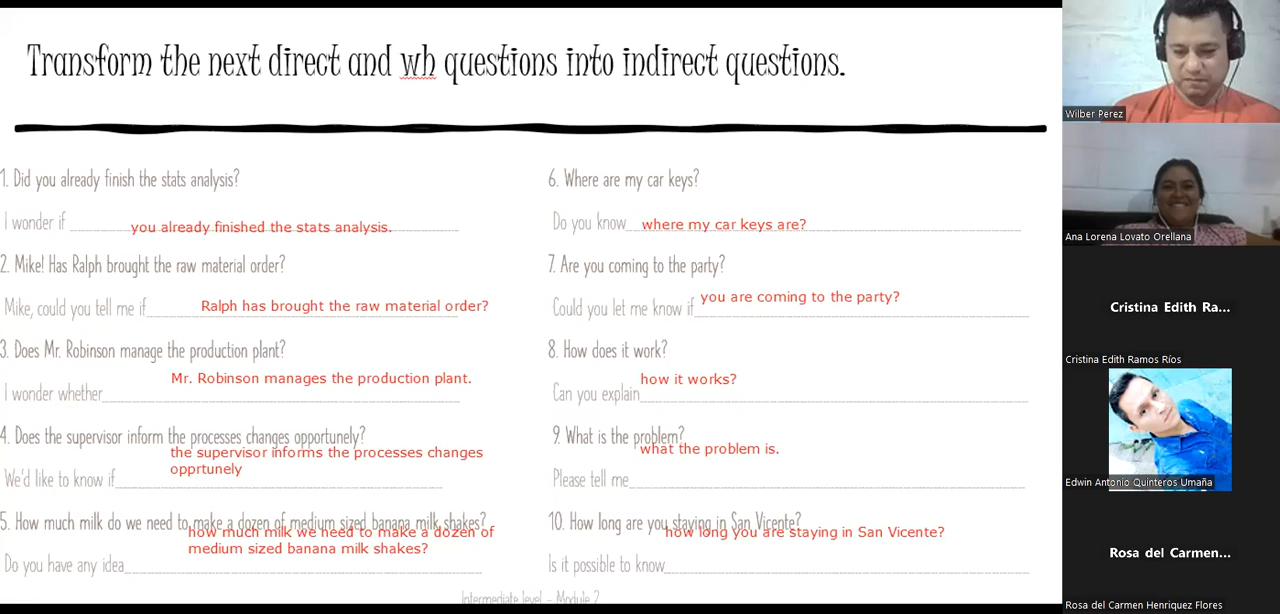 Transform the next direct and wh questions into indirect questions.
1. Did you already finish the stats analysis?
I wonder if you already finished the stats analysis.
2. Mike! Has Ralph brought the raw material order?
Mike, could you tell me if Ralph has brought the raw material order?
3. Does Mr. Robinson manage the production plant?
Mr. Robinson manages the production plant.
I wonder whether
4. Does the supervisor inform the processes changes opportunely?
the supervisor informs the processes changes
opprtunely
We'd like to know if
5. How much milk do we need to make a dozen of medium sized banana milk shakes?
how much milk we need to make a dozen of
medium sized banana milk shakes?
Do you have any idea
6. Where are my car keys?
Do you know where my car keys are?
7. Are you coming to the party?
you are coming to the party?
Could you let me know if
8. How does it work?
how it works?
Can you explain
9. What is the problem?
what the problem is.
Please tell me
10. How long are you staying in San Vicente?
how long you are staying in San Vicente?
Is it possible to know
Intermediate level - Module 2
Wilber Perez
Ana Lorena Lovato Orellana
Cristina Edith Ra...
Cristina Edith Ramos Ríos
Edwin Antonio Quinteros Umaña
Rosa del Carmen...
Rosa del Carmen Henriquez Flores